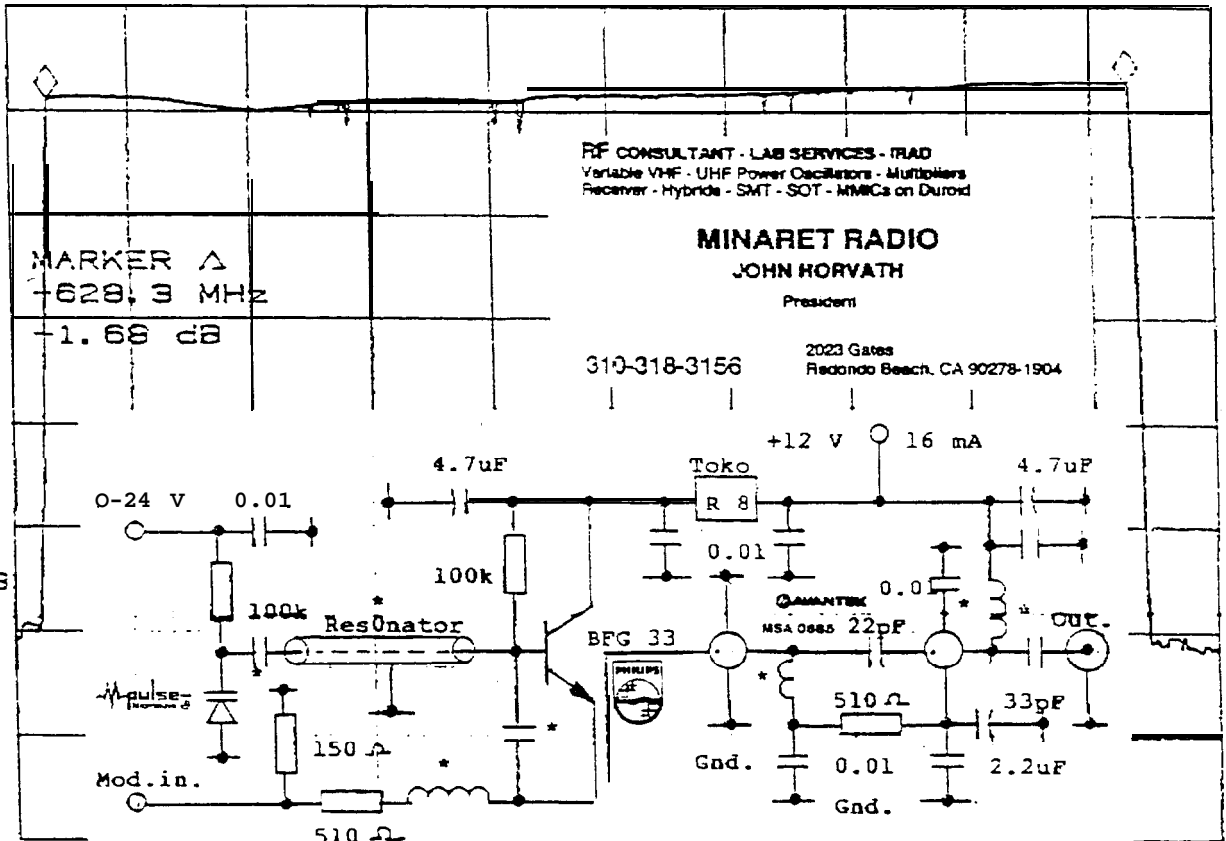 RF CONSULTANT - LAB SERVICES - IRAD
Variable VHF - UHF Power Oscillators - Multipliers
Receiver - Hybrids - SMT - SOT - MMICs on Duroid
MARKER Δ
-628.3 MHz
-1.68 dB
MINARET RADIO
JOHN HORVATH
President
310-318-3156
2023 Gates
Redondo Beach, CA 90278-1904
+12 V 16 mA
4.7uF Toko 4.7uF
0-24 V 0.01 R 8
0.01
100k 0.01
AVANTEK
100k * *
Resonator BFG 33 MSA 0885 22pF * Out.
PHILIPS
* pulse *
510 Ω 33pF
150 Ω * *
Gnd. 0.01 2.2uF
Mod.in. Gnd.
510 Ω